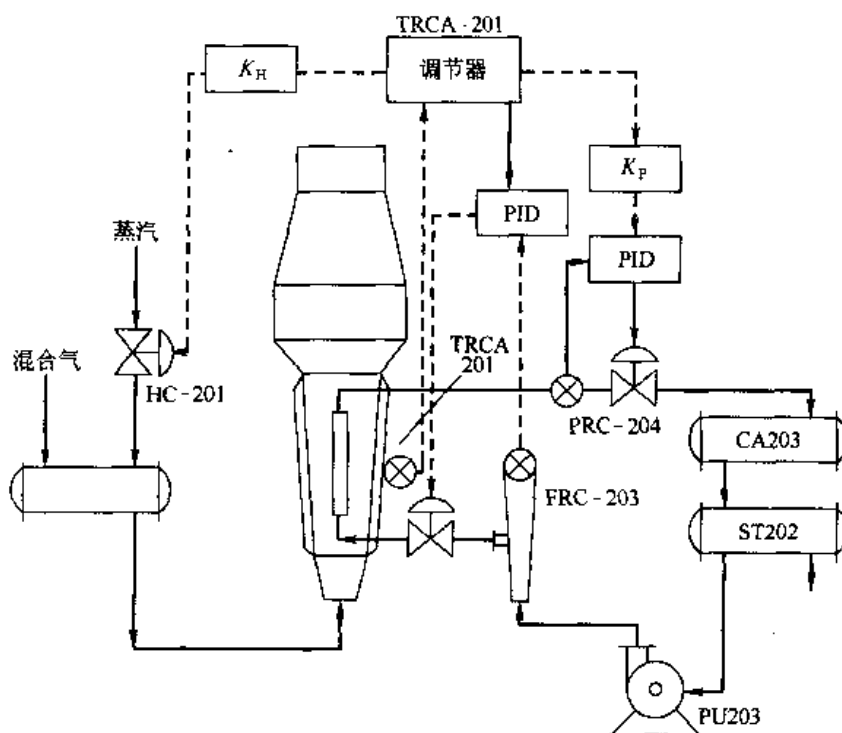 TRCA-201
调节器
K_H
K_P
PID
PID
蒸汽
混合气
HC-201
TRCA
201
PRC-204
CA203
FRC-203
ST202
PU203